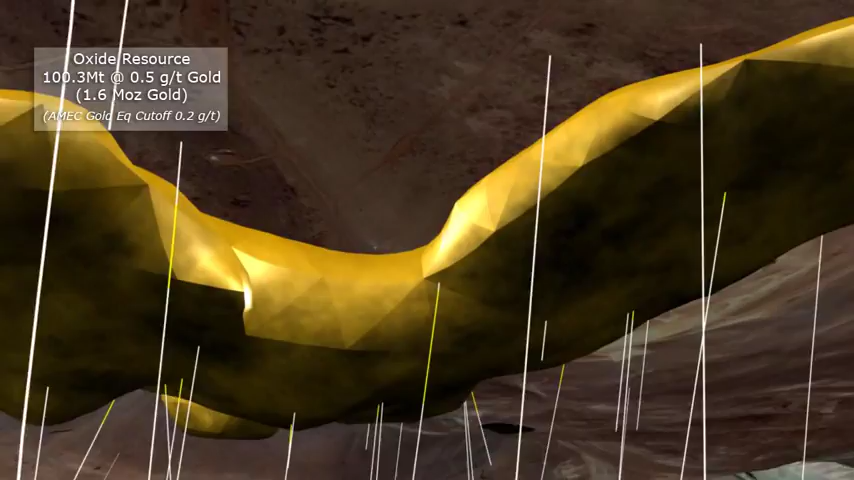 Oxide Resource
100.3Mt @ 0.5 g/t Gold
(1.6 Moz Gold)
(AMEC Gold Eq Cutoff 0.2 g/t)